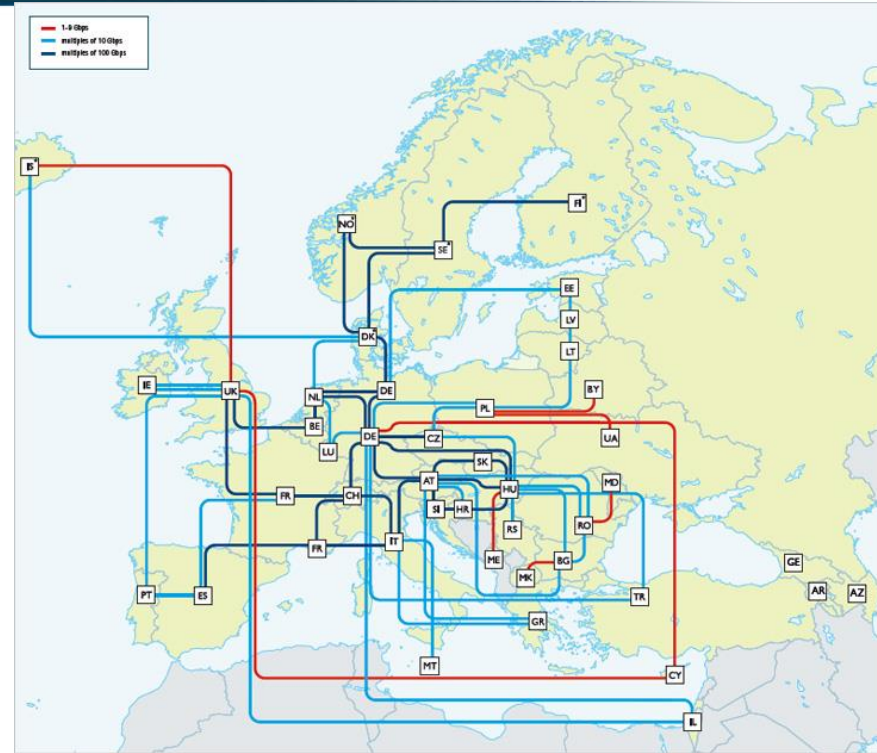 1-9 Gbps
multiples of 10 Gbps
multiples of 100 Gbps
IS*
FI*
NO*
SE*
EE
LV
DK*
LT
IE
UK
NL
DE
BY
PL
BE
DE
CZ
UA
LU
SK
AT
HU
MD
FR
CH
SI
HR
RO
RS
FR
IT
ME
BG
MK
GE
PT
ES
TR
AR
AZ
GR
MT
CY
IL